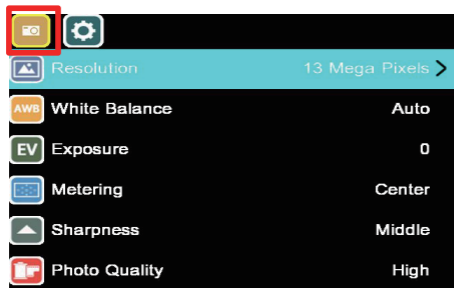 Resolution 13 Mega Pixels
AWB White Balance Auto
EV Exposure 0
Metering Center
Sharpness Middle
Photo Quality High